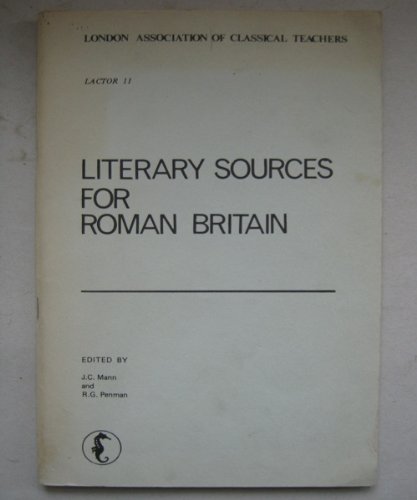 LONDON ASSOCIATION OF CLASSICAL TEACHERS
LACTOR 11
LITERARY SOURCES
FOR
ROMAN BRITAIN
EDITED BY
J.C. Mann
and
R.G. Penman